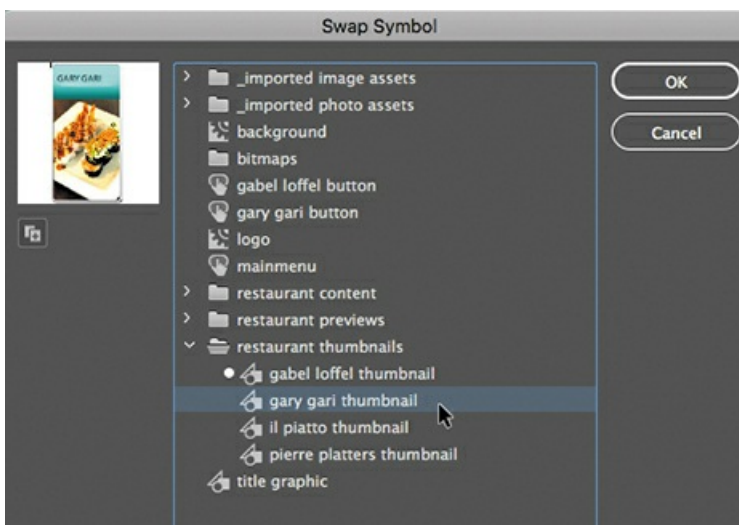 Swap Symbol
GARY GARI
_imported image assets
_imported photo assets
background
bitmaps
gabel loffel button
gary gari button
logo
mainmenu
restaurant content
restaurant previews
restaurant thumbnails
gabel loffel thumbnail
gary gari thumbnail
il piatto thumbnail
pierre platters thumbnail
title graphic
OK
Cancel